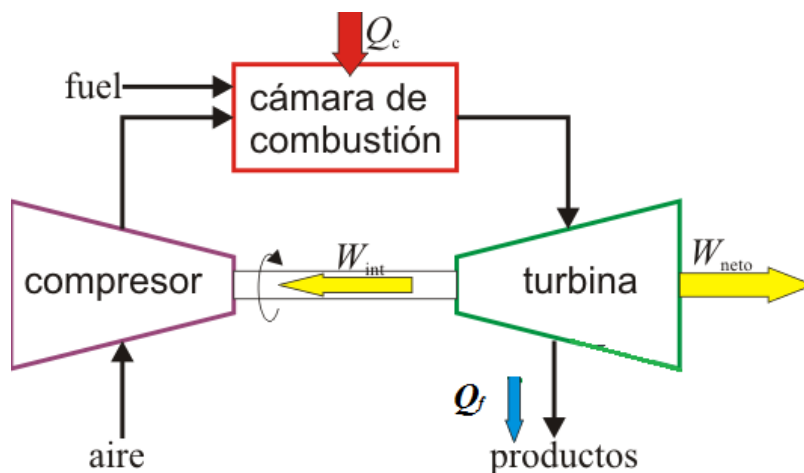 Qc
fuel
cámara de
combustión
compresor
Wint
turbina
Wneto
Qf
aire
productos